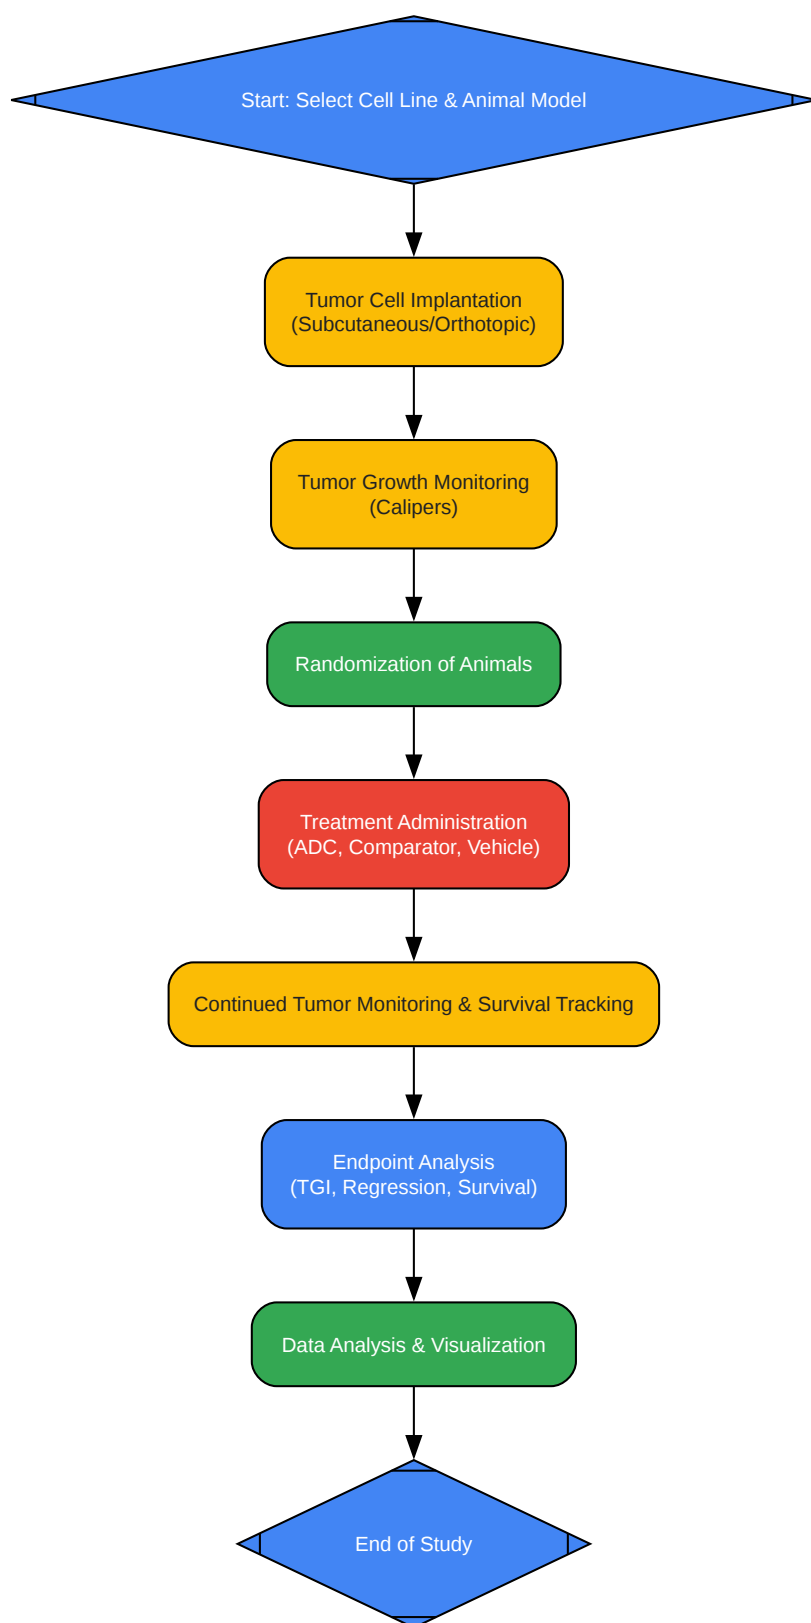 Start: Select Cell Line & Animal Model
Tumor Cell Implantation
(Subcutaneous/Orthotopic)
Tumor Growth Monitoring
(Calipers)
Randomization of Animals
Treatment Administration
(ADC, Comparator, Vehicle)
Continued Tumor Monitoring & Survival Tracking
Endpoint Analysis
(TGI, Regression, Survival)
Data Analysis & Visualization
End of Study